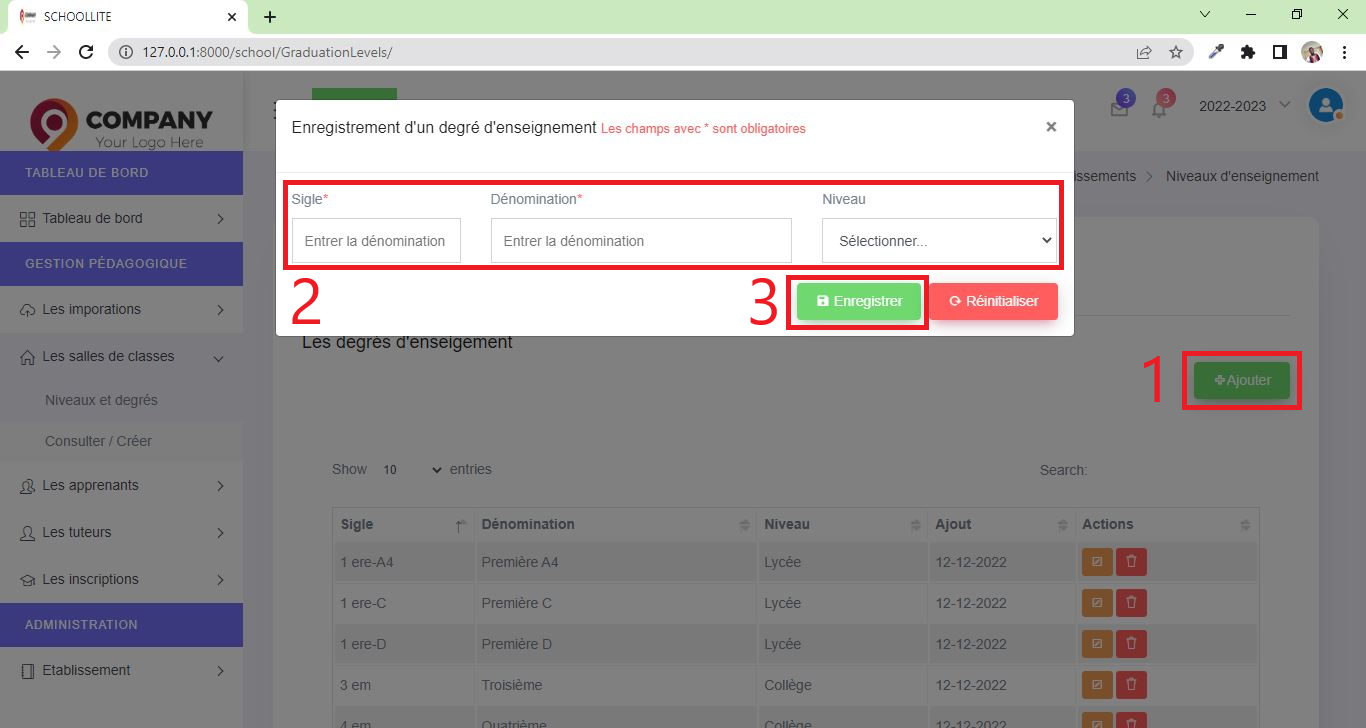 SCHOOLLITE
127.0.0.1:8000/school/GraduationLevels/
COMPANY
Your Logo Here
3
3
2022-2023
TABLEAU DE BORD
Tableau de bord
GESTION PÉDAGOGIQUE
Les imporations
Les salles de classes
Niveaux et degrés
Consulter / Créer
Les apprenants
Les tuteurs
Les inscriptions
ADMINISTRATION
Etablissement
issements > Niveaux d'enseignement
Enregistrement d'un degré d'enseignement Les champs avec * sont obligatoires ×
Sigle* Dénomination* Niveau
Entrer la dénomination Entrer la dénomination Sélectionner...
2 3 Enregistrer Réinitialiser
Les degrés d'enseigement
1 Ajouter
Show 10 entries Search:
Sigle Dénomination Niveau Ajout Actions
1 ere-A4 Première A4 Lycée 12-12-2022
1 ere-C Première C Lycée 12-12-2022
1 ere-D Première D Lycée 12-12-2022
3 em Troisième Collège 12-12-2022
4 em Quatrième Collège 12-12-2022